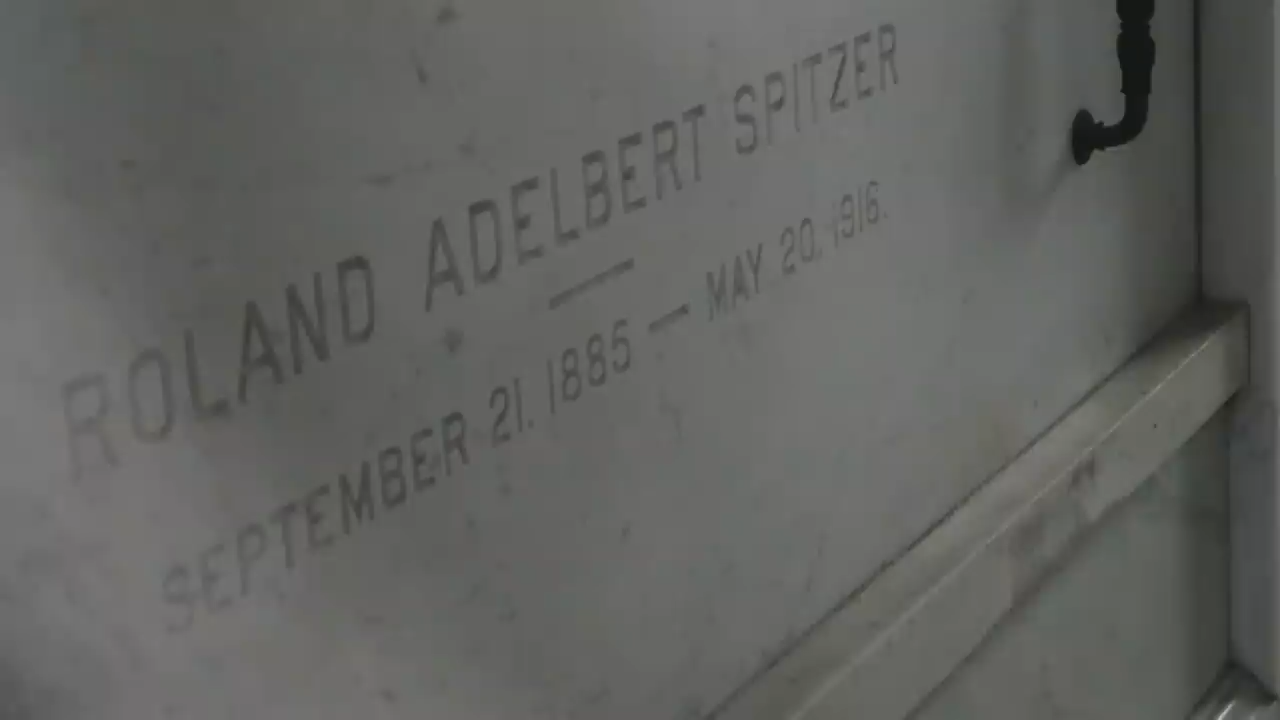 ROLAND ADELBERT SPITZER
—
SEPTEMBER 21, 1885 — MAY 20, 1916.